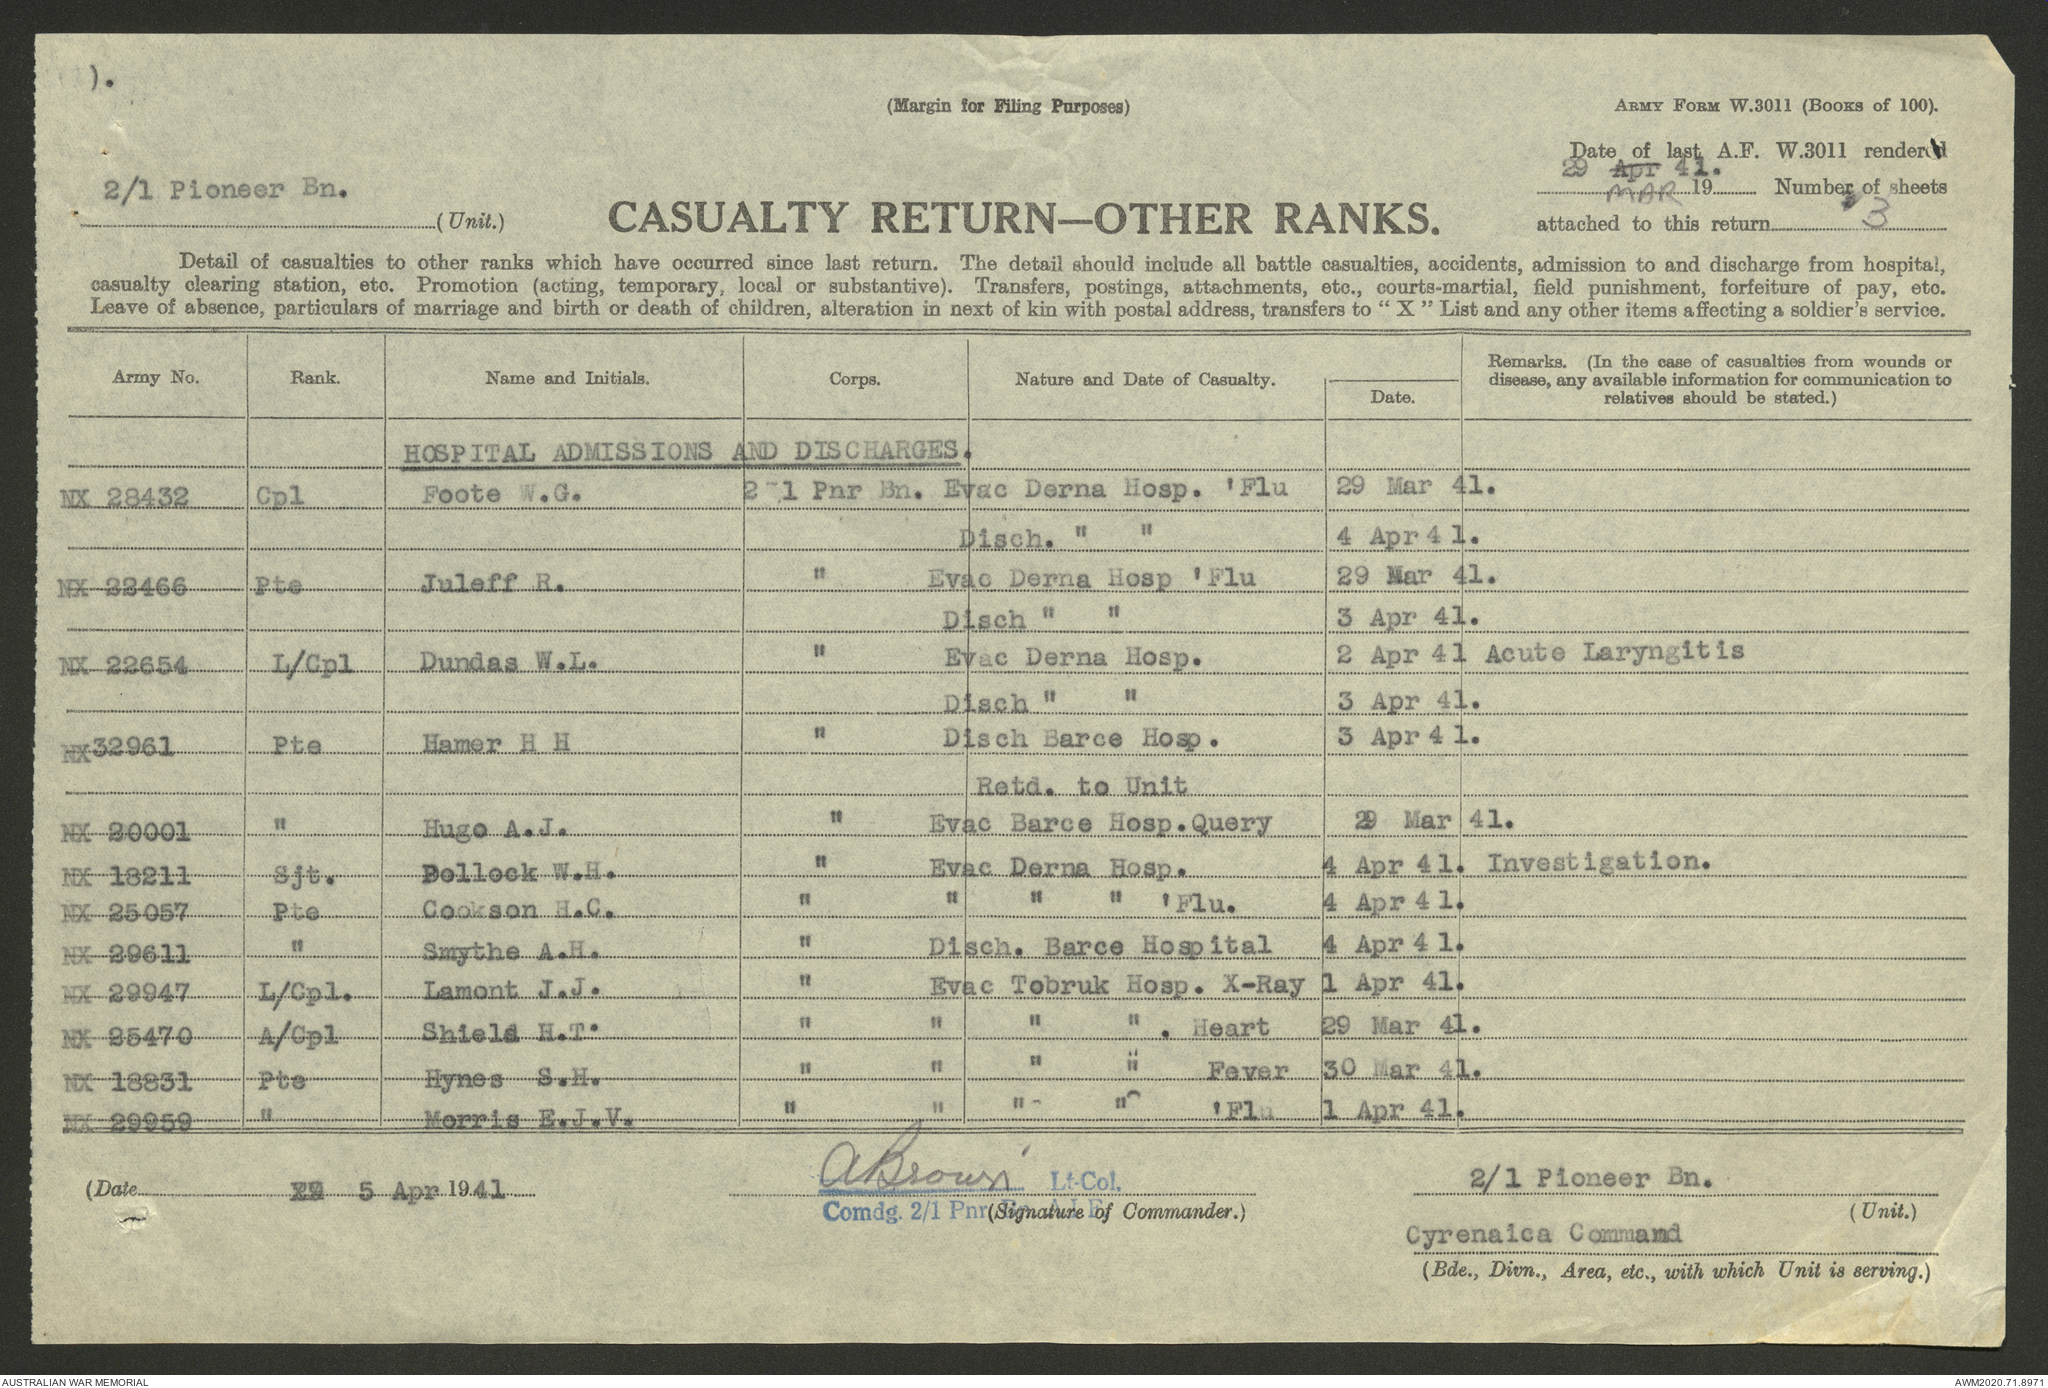 ).
(Margin for Filing Purposes)
ARMY FORM W.3011 (BOOKS of 100).
Date of last A.F. W.3011 rendered
29 Apr 41.
MAR 19 Number of sheets
attached to this return 3
2/1 Pioneer Bn.
(Unit.)
CASUALTY RETURN—OTHER RANKS.
Detail of casualties to other ranks which have occurred since last return. The detail should include all battle casualties, accidents, admission to and discharge from hospital,
casualty clearing station, etc. Promotion (acting, temporary, local or substantive). Transfers, postings, attachments, etc., courts-martial, field punishment, forfeiture of pay, etc.
Leave of absence, particulars of marriage and birth or death of children, alteration in next of kin with postal address, transfers to “ X ” List and any other items affecting a soldier’s service.
Army No. Rank. Name and Initials. Corps. Nature and Date of Casualty. Date. Remarks. (In the case of casualties from wounds or
disease, any available information for communication to
relatives should be stated.)
HOSPITAL ADMISSIONS AND DISCHARGES.
NX 28432 Cpl Foote W.G. 2-1 Pnr Bn. Evac Derna Hosp. 'Flu 29 Mar 41.
Disch. " " 4 Apr 41.
NX 22466 Pte Juleff R. " Evac Derna Hosp 'Flu 29 Mar 41.
Disch " " 3 Apr 41.
NX 22654 L/Cpl Dundas W.L. " Evac Derna Hosp. 2 Apr 41 Acute Laryngitis
Disch " " 3 Apr 41.
NX 32961 Pte Hamer H H " Disch Barce Hosp. 3 Apr 41.
Retd. to Unit
NX 20001 " Hugo A.J. " Evac Barce Hosp. Query 29 Mar 41.
NX 18211 Sjt. Pollock W.H. " Evac Derna Hosp. 4 Apr 41. Investigation.
NX 25057 Pte Cookson H.C. " " " " 'Flu. 4 Apr 41.
NX 29611 " Smythe A.H. " Disch. Barce Hospital 4 Apr 41.
NX 29947 L/Cpl. Lamont J.J. " Evac Tobruk Hosp. X-Ray 1 Apr 41.
NX 25470 A/Cpl Shield H.T. " " " " . Heart 29 Mar 41.
NX 18831 Pte Hynes S.H. " " " " Fever 30 Mar 41.
NX 29959 " Morris E.J.V. " " " " 'Flu 1 Apr 41.
(Date 5 Apr 1941
ABrown Lt-Col.
Comdg. 2/1 Pnr A.I.F.
(Signature of Commander.)
2/1 Pioneer Bn.
(Unit.)
Cyrenaica Command
(Bde., Divn., Area, etc., with which Unit is serving.)
AUSTRALIAN WAR MEMORIAL
AWM2020.71.8971